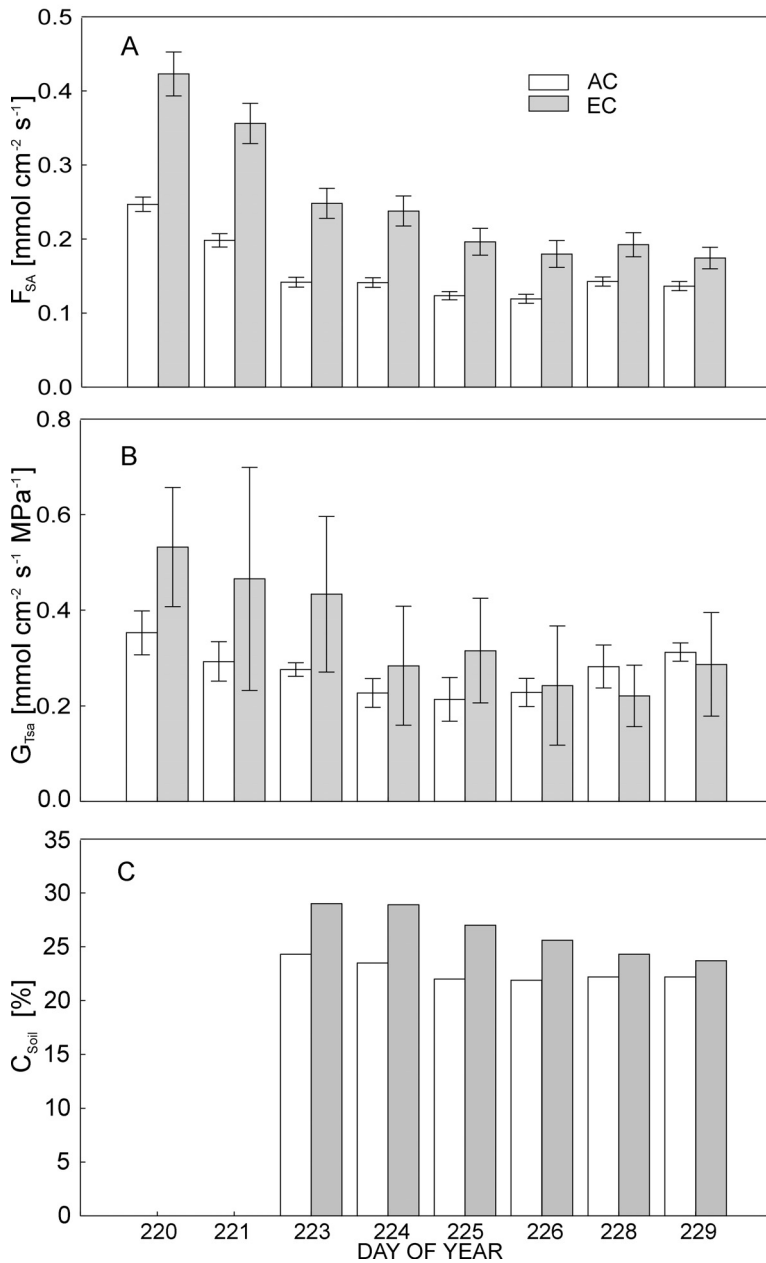 A
AC
EC
F_SA [mmol cm⁻² s⁻¹]
0.5
0.4
0.3
0.2
0.1
0.0
B
G_Tsa [mmol cm⁻² s⁻¹ MPa⁻¹]
0.8
0.6
0.4
0.2
0.0
C
C_Soil [%]
35
30
25
20
15
10
5
0
220 221 223 224 225 226 228 229
DAY OF YEAR